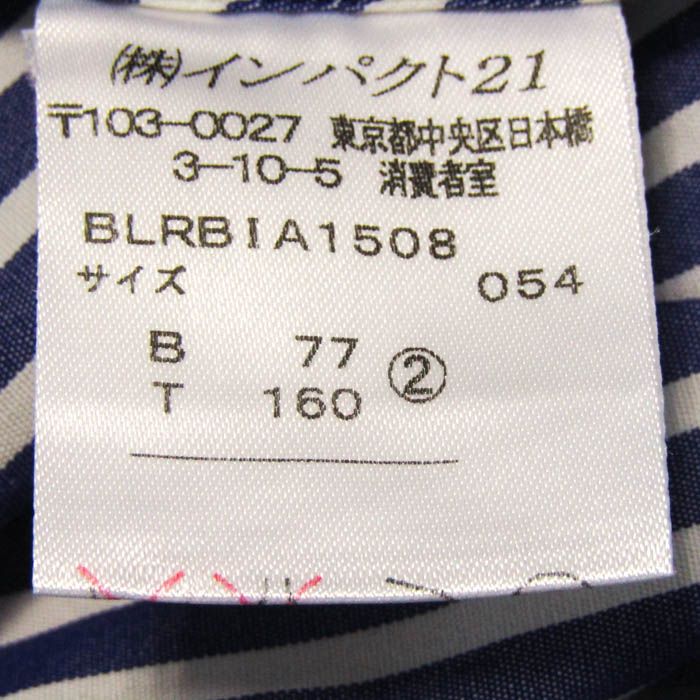 (株)インパクト21
〒103-0027 東京都中央区日本橋
3-10-5 消費者室
BLRBIA1508
サイズ 054
B 77
T 160 ②